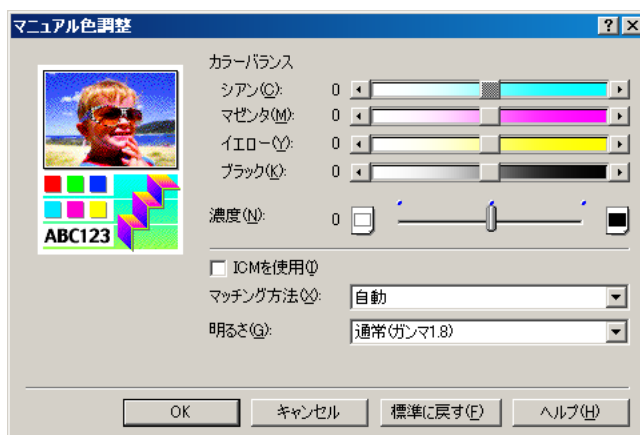 マニュアル色調整
カラーバランス
シアン(C): 0
マゼンタ(M): 0
イエロー(Y): 0
ブラック(K): 0
濃度(N): 0
ABC123
ICMを使用(I)
マッチング方法(X): 自動
明るさ(G): 通常(ガンマ1.8)
OK キャンセル 標準に戻す(F) ヘルプ(H)